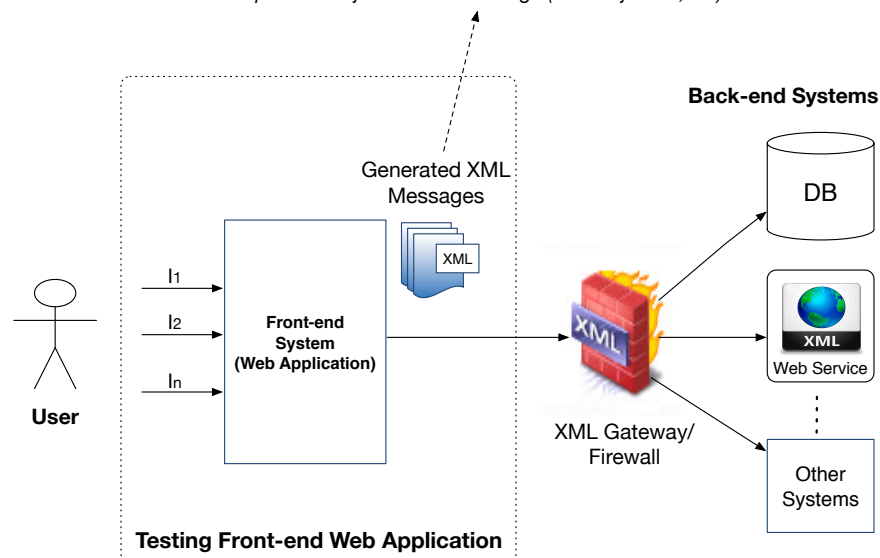 Back-end Systems
DB
Generated XML
Messages
XML
I1
I2
In
Front-end
System
(Web Application)
User
XML
XML
Web Service
XML Gateway/
Firewall
Other
Systems
Testing Front-end Web Application